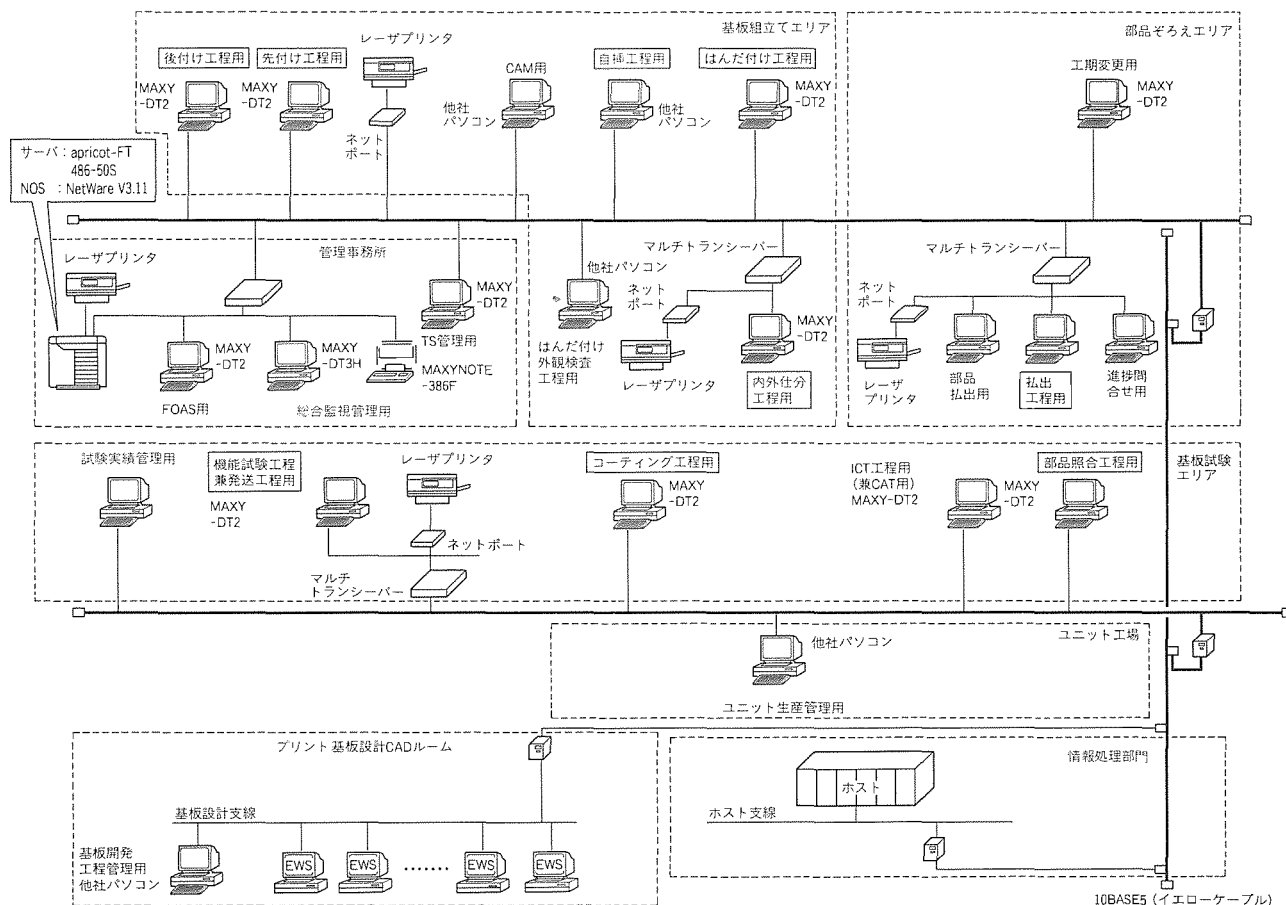 基板組立てエリア
部品ぞろえエリア
レーザプリンタ
後付け工程用
先付け工程用
CAM用
自挿工程用
はんだ付け工程用
工期変更用
MAXY
-DT2
MAXY
-DT2
他社
パソコン
他社
パソコン
MAXY
-DT2
MAXY
-DT2
ネット
ポート
サーバ：apricot-FT
486-50S
NOS ：NetWare V3.11
管理事務所
レーザプリンタ
MAXY
-DT2
TS管理用
MAXY
-DT2
MAXY
-DT3H
MAXYNOTE
-386F
FOAS用
総合監視管理用
マルチトランシーバー
他社パソコン
ネット
ポート
MAXY
-DT2
はんだ付け
外観検査
工程用
レーザプリンタ
内外仕分
工程用
マルチトランシーバー
ネット
ポート
レーザ
プリンタ
部品
払出用
払出
工程用
進捗問
合せ用
試験実績管理用
機能試験工程
兼発送工程用
MAXY
-DT2
レーザプリンタ
ネットポート
マルチ
トランシーバー
コーティング工程用
MAXY
-DT2
ICT工程用
（兼CAT用）
MAXY-DT2
部品照合工程用
MAXY
-DT2
基板試験
エリア
ユニット工場
他社パソコン
ユニット生産管理用
プリント基板設計CADルーム
基板設計支線
基板開発
工程管理用
他社パソコン
EWS
EWS
‥‥‥‥
EWS
EWS
情報処理部門
ホスト
ホスト支線
10BASE5（イエローケーブル）